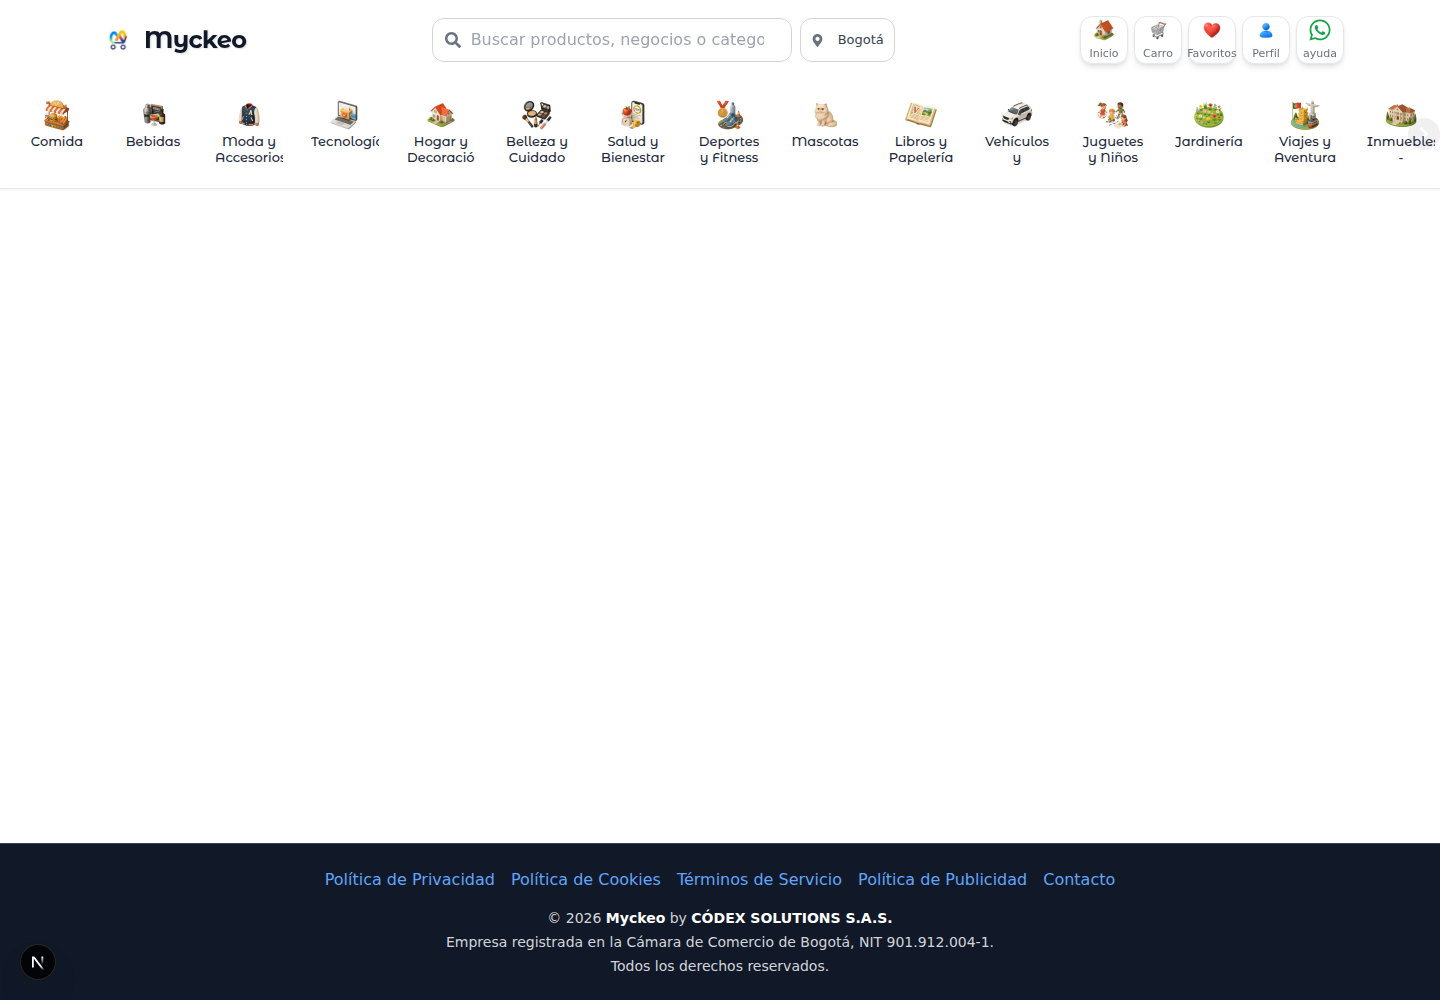 Myckeo
Buscar productos, negocios o catego
Bogotá
Inicio
Carro
Favoritos
Perfil
ayuda
Comida
Bebidas
Moda y
Accesorios
Tecnologíc
Hogar y
Decoració
Belleza y
Cuidado
Salud y
Bienestar
Deportes
y Fitness
Mascotas
Libros y
Papelería
Vehículos
y
Juguetes
y Niños
Jardinería
Viajes y
Aventura
Inmuebles
-
Política de Privacidad Política de Cookies Términos de Servicio Política de Publicidad Contacto
© 2026 Myckeo by CÓDEX SOLUTIONS S.A.S.
Empresa registrada en la Cámara de Comercio de Bogotá, NIT 901.912.004-1.
Todos los derechos reservados.
N